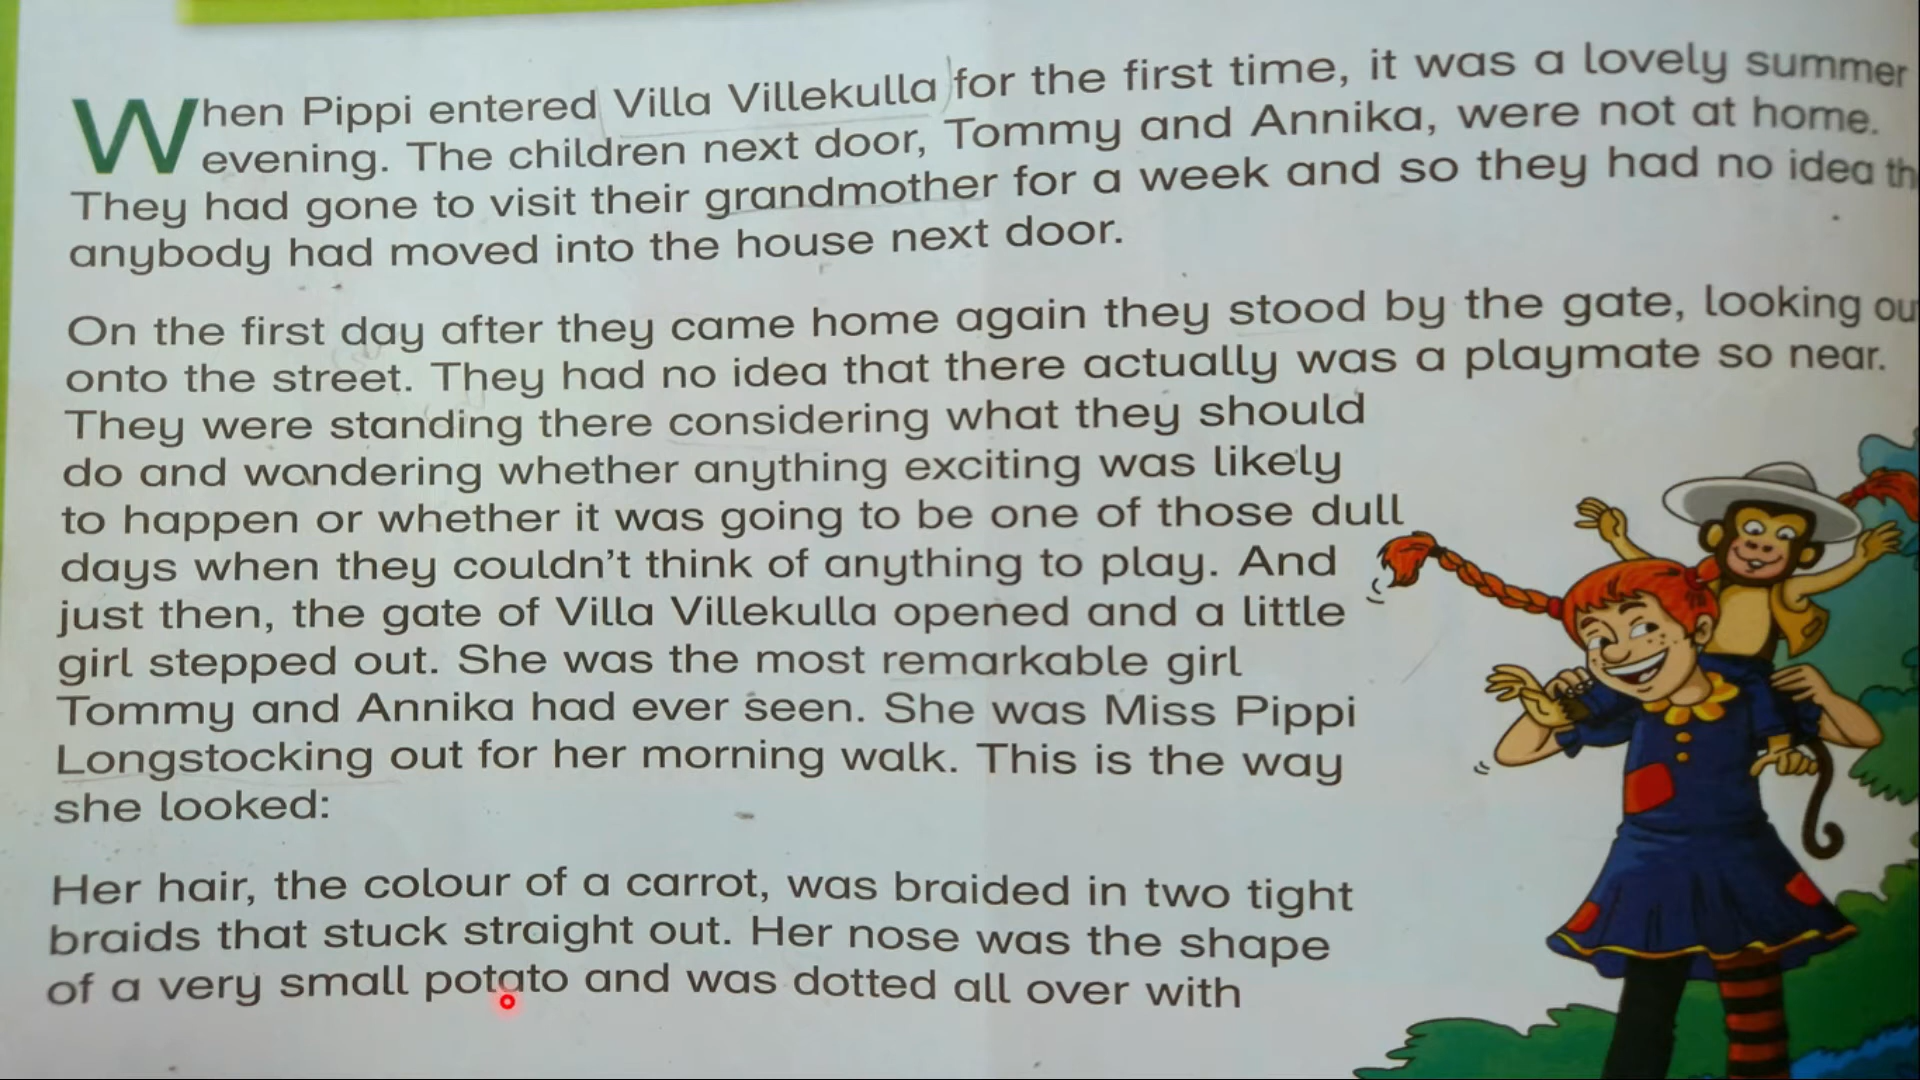 When Pippi entered Villa Villekulla for the first time, it was a lovely summer
evening. The children next door, Tommy and Annika, were not at home.
They had gone to visit their grandmother for a week and so they had no idea
anybody had moved into the house next door.
On the first day after they came home again they stood by the gate, looking
onto the street. They had no idea that there actually was a playmate so near.
They were standing there considering what they should
do and wondering whether anything exciting was likely
to happen or whether it was going to be one of those dull
days when they couldn't think of anything to play. And
just then, the gate of Villa Villekulla opened and a little
girl stepped out. She was the most remarkable girl
Tommy and Annika had ever seen. She was Miss Pippi
Longstocking out for her morning walk. This is the way
she looked:
Her hair, the colour of a carrot, was braided in two tight
braids that stuck straight out. Her nose was the shape
of a very small potato and was dotted all over with